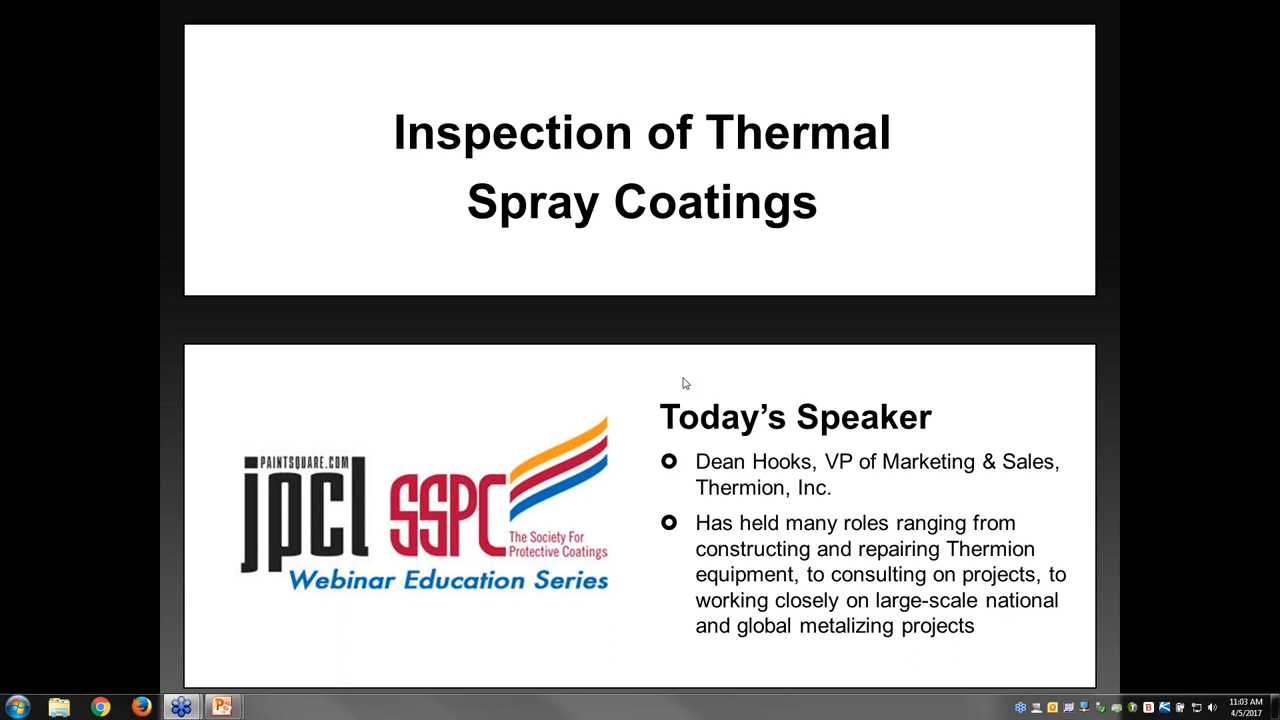 Inspection of Thermal
Spray Coatings
PAINTSQUARE.COM
jpcl
SSPC
The Society For
Protective Coatings
Webinar Education Series
Today’s Speaker
Dean Hooks, VP of Marketing & Sales,
Thermion, Inc.
Has held many roles ranging from
constructing and repairing Thermion
equipment, to consulting on projects, to
working closely on large-scale national
and global metalizing projects
11:03 AM
4/5/2017